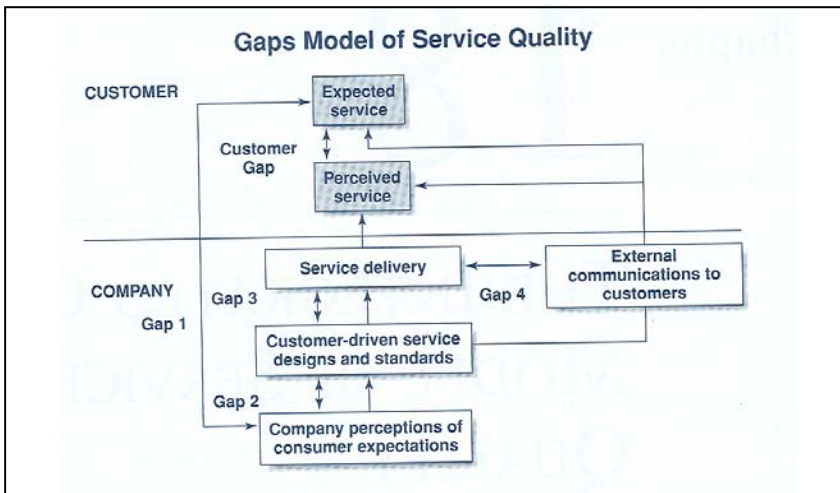 Gaps Model of Service Quality
CUSTOMER
Expected
service
Customer
Gap
Perceived
service
Service delivery
External
communications to
customers
COMPANY
Gap 3
Gap 4
Gap 1
Customer-driven service
designs and standards
Gap 2
Company perceptions of
consumer expectations